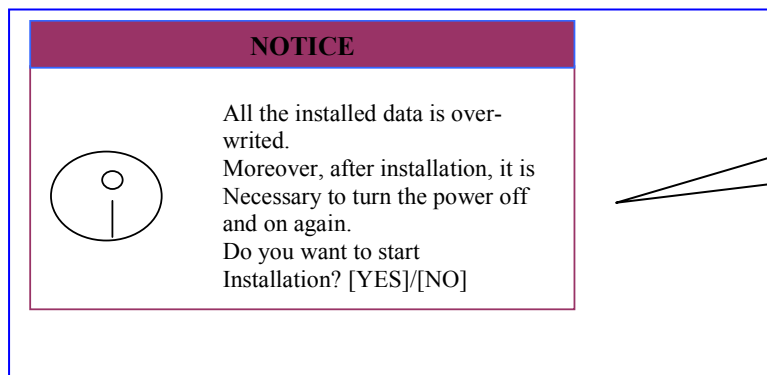 NOTICE
All the installed data is over-
writed.
Moreover, after installation, it is
Necessary to turn the power off
and on again.
Do you want to start
Installation? [YES]/[NO]